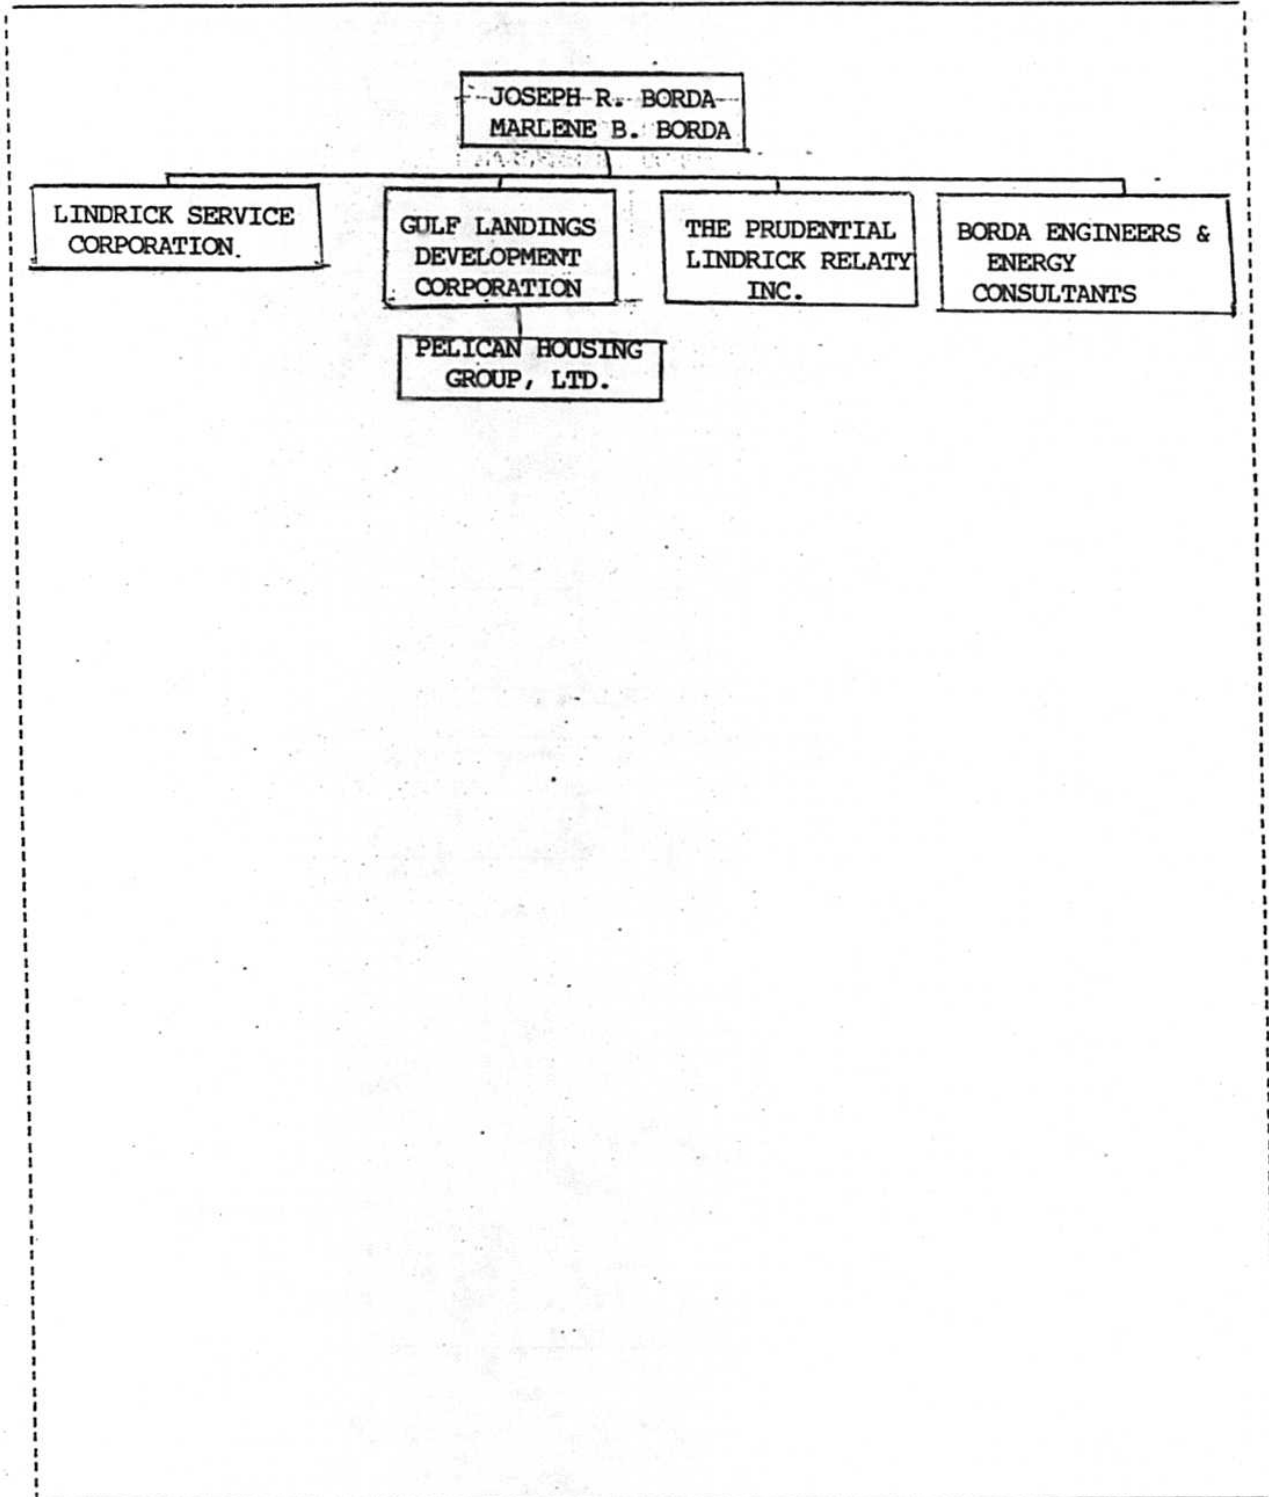 JOSEPH R. BORDA
MARLENE B. BORDA
LINDRICK SERVICE
CORPORATION.
GULF LANDINGS
DEVELOPMENT
CORPORATION
THE PRUDENTIAL
LINDRICK RELATY
INC.
BORDA ENGINEERS &
ENERGY
CONSULTANTS
PELICAN HOUSING
GROUP, LTD.